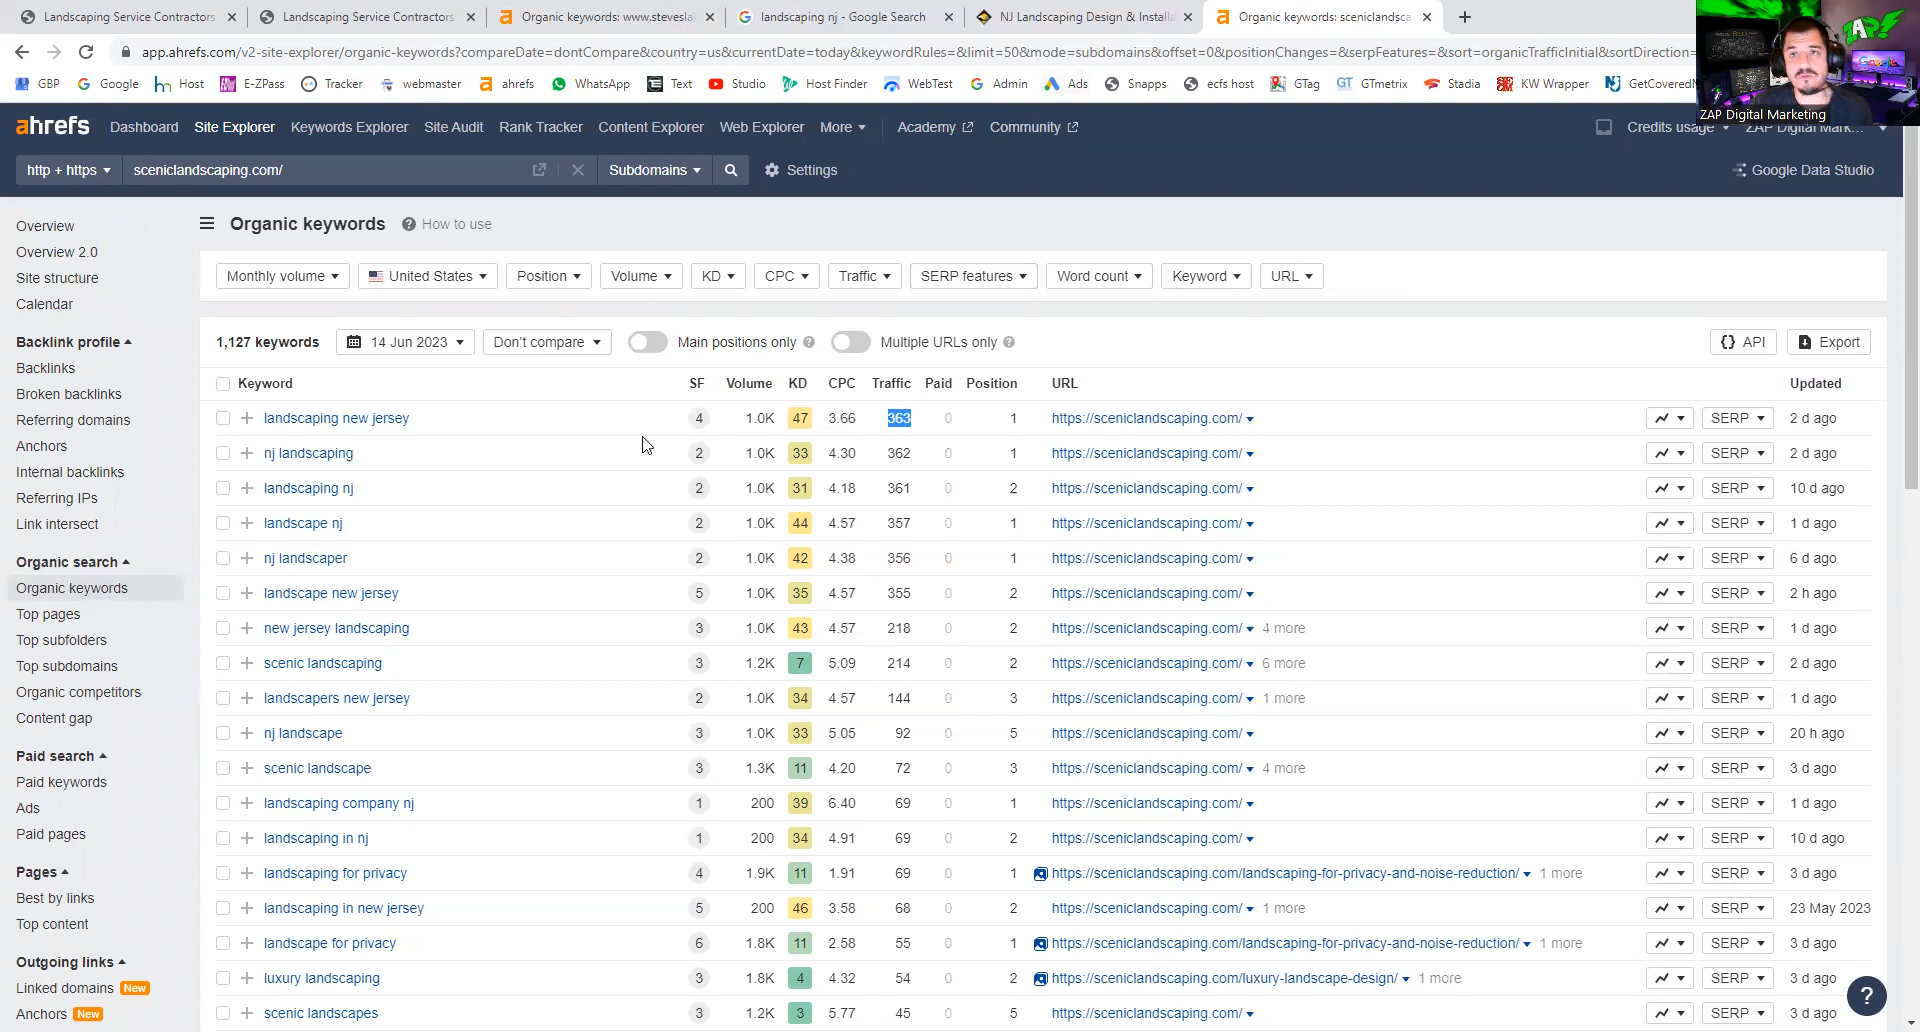 Landscaping Service Contractors
Landscaping Service Contractors
Organic keywords: www.stevesla
landscaping nj - Google Search
NJ Landscaping Design & Installa
Organic keywords: sceniclandsca
app.ahrefs.com/v2-site-explorer/organic-keywords?compareDate=dontCompare&country=us&currentDate=today&keywordRules=&limit=50&mode=subdomains&offset=0&positionChanges=&serpFeatures=&sort=organicTrafficInitial&sortDirection=
GBP Google Host E-ZPass Tracker webmaster ahrefs WhatsApp Text Studio Host Finder WebTest Admin Ads Snapps ecfs host GTag GTmetrix Stadia KW Wrapper GetCoveredN
ZAP!
Google
ZAP Digital Marketing
ahrefs Dashboard Site Explorer Keywords Explorer Site Audit Rank Tracker Content Explorer Web Explorer More Academy Community Credits usage ZAP Digital Mark...
http + https sceniclandscaping.com/ Subdomains Settings Google Data Studio
Overview
Overview 2.0
Site structure
Calendar
Backlink profile
Backlinks
Broken backlinks
Referring domains
Anchors
Internal backlinks
Referring IPs
Link intersect
Organic search
Organic keywords
Top pages
Top subfolders
Top subdomains
Organic competitors
Content gap
Paid search
Paid keywords
Ads
Paid pages
Pages
Best by links
Top content
Outgoing links
Linked domains New
Anchors New
Organic keywords ? How to use
Monthly volume United States Position Volume KD CPC Traffic SERP features Word count Keyword URL
1,127 keywords 14 Jun 2023 Don't compare Main positions only ? Multiple URLs only ? {} API Export
Keyword SF Volume KD CPC Traffic Paid Position URL Updated
landscaping new jersey 4 1.0K 47 3.66 363 0 1 https://sceniclandscaping.com/ SERP 2 d ago
nj landscaping 2 1.0K 33 4.30 362 0 1 https://sceniclandscaping.com/ SERP 2 d ago
landscaping nj 2 1.0K 31 4.18 361 0 2 https://sceniclandscaping.com/ SERP 10 d ago
landscape nj 2 1.0K 44 4.57 357 0 1 https://sceniclandscaping.com/ SERP 1 d ago
nj landscaper 2 1.0K 42 4.38 356 0 1 https://sceniclandscaping.com/ SERP 6 d ago
landscape new jersey 5 1.0K 35 4.57 355 0 2 https://sceniclandscaping.com/ SERP 2 h ago
new jersey landscaping 3 1.0K 43 4.57 218 0 2 https://sceniclandscaping.com/ 4 more SERP 1 d ago
scenic landscaping 3 1.2K 7 5.09 214 0 2 https://sceniclandscaping.com/ 6 more SERP 2 d ago
landscapers new jersey 2 1.0K 34 4.57 144 0 3 https://sceniclandscaping.com/ 1 more SERP 1 d ago
nj landscape 3 1.0K 33 5.05 92 0 5 https://sceniclandscaping.com/ SERP 20 h ago
scenic landscape 3 1.3K 11 4.20 72 0 3 https://sceniclandscaping.com/ 4 more SERP 3 d ago
landscaping company nj 1 200 39 6.40 69 0 1 https://sceniclandscaping.com/ SERP 1 d ago
landscaping in nj 1 200 34 4.91 69 0 2 https://sceniclandscaping.com/ SERP 10 d ago
landscaping for privacy 4 1.9K 11 1.91 69 0 1 https://sceniclandscaping.com/landscaping-for-privacy-and-noise-reduction/ 1 more SERP 3 d ago
landscaping in new jersey 5 200 46 3.58 68 0 2 https://sceniclandscaping.com/ 1 more SERP 23 May 2023
landscape for privacy 6 1.8K 11 2.58 55 0 1 https://sceniclandscaping.com/landscaping-for-privacy-and-noise-reduction/ 1 more SERP 3 d ago
luxury landscaping 3 1.8K 4 4.32 54 0 2 https://sceniclandscaping.com/luxury-landscape-design/ 1 more SERP 3 d ago
scenic landscapes 3 1.2K 3 5.77 45 0 5 https://sceniclandscaping.com/ SERP 3 d ago
?